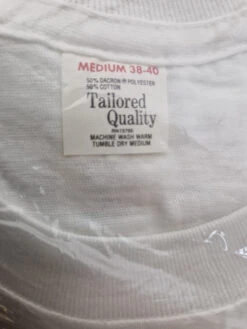 MEDIUM 38-40
50% DACRON ® POLYESTER
50% COTTON
Tailored
Quality
MACHINE WASH WARM
TUMBLE DRY MEDIUM